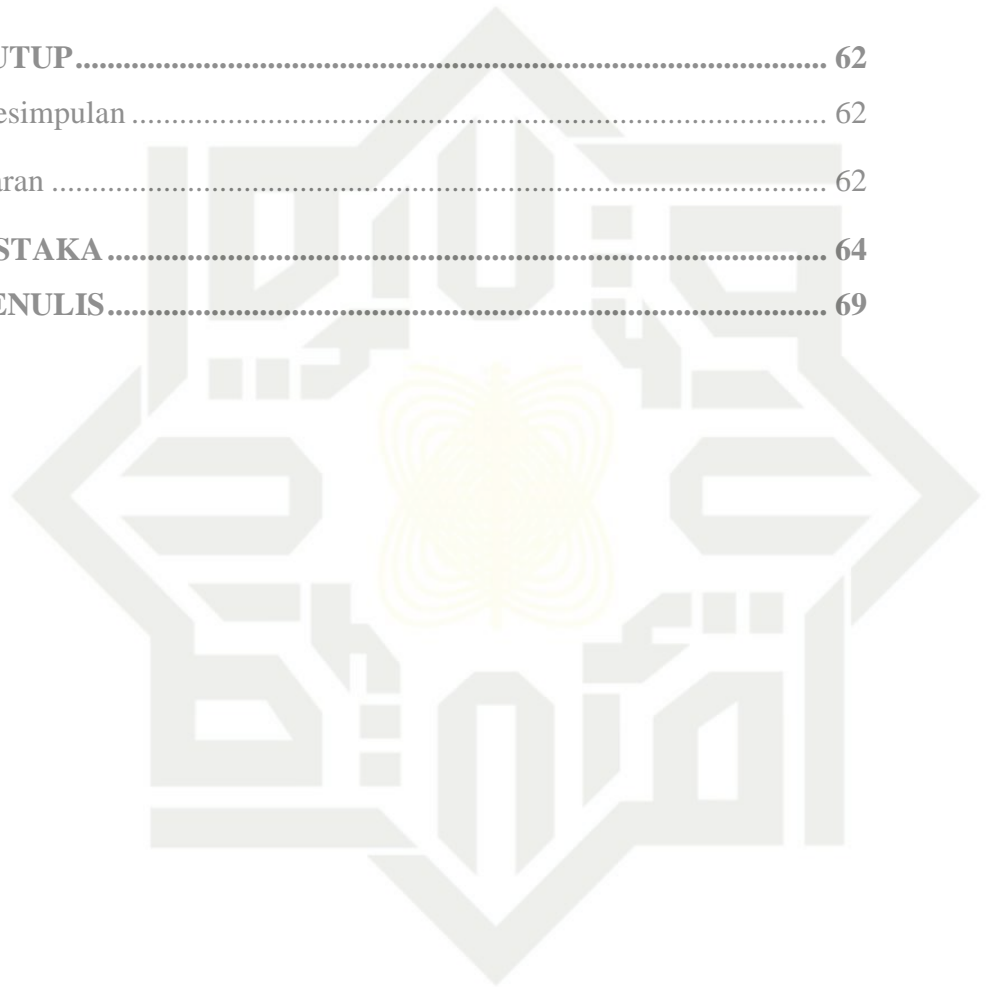 UTUP............................................................................................... 62
esimpulan ....................................................................................... 62
aran ................................................................................................. 62
STAKA .......................................................................................... 64
ENULIS .......................................................................................... 69